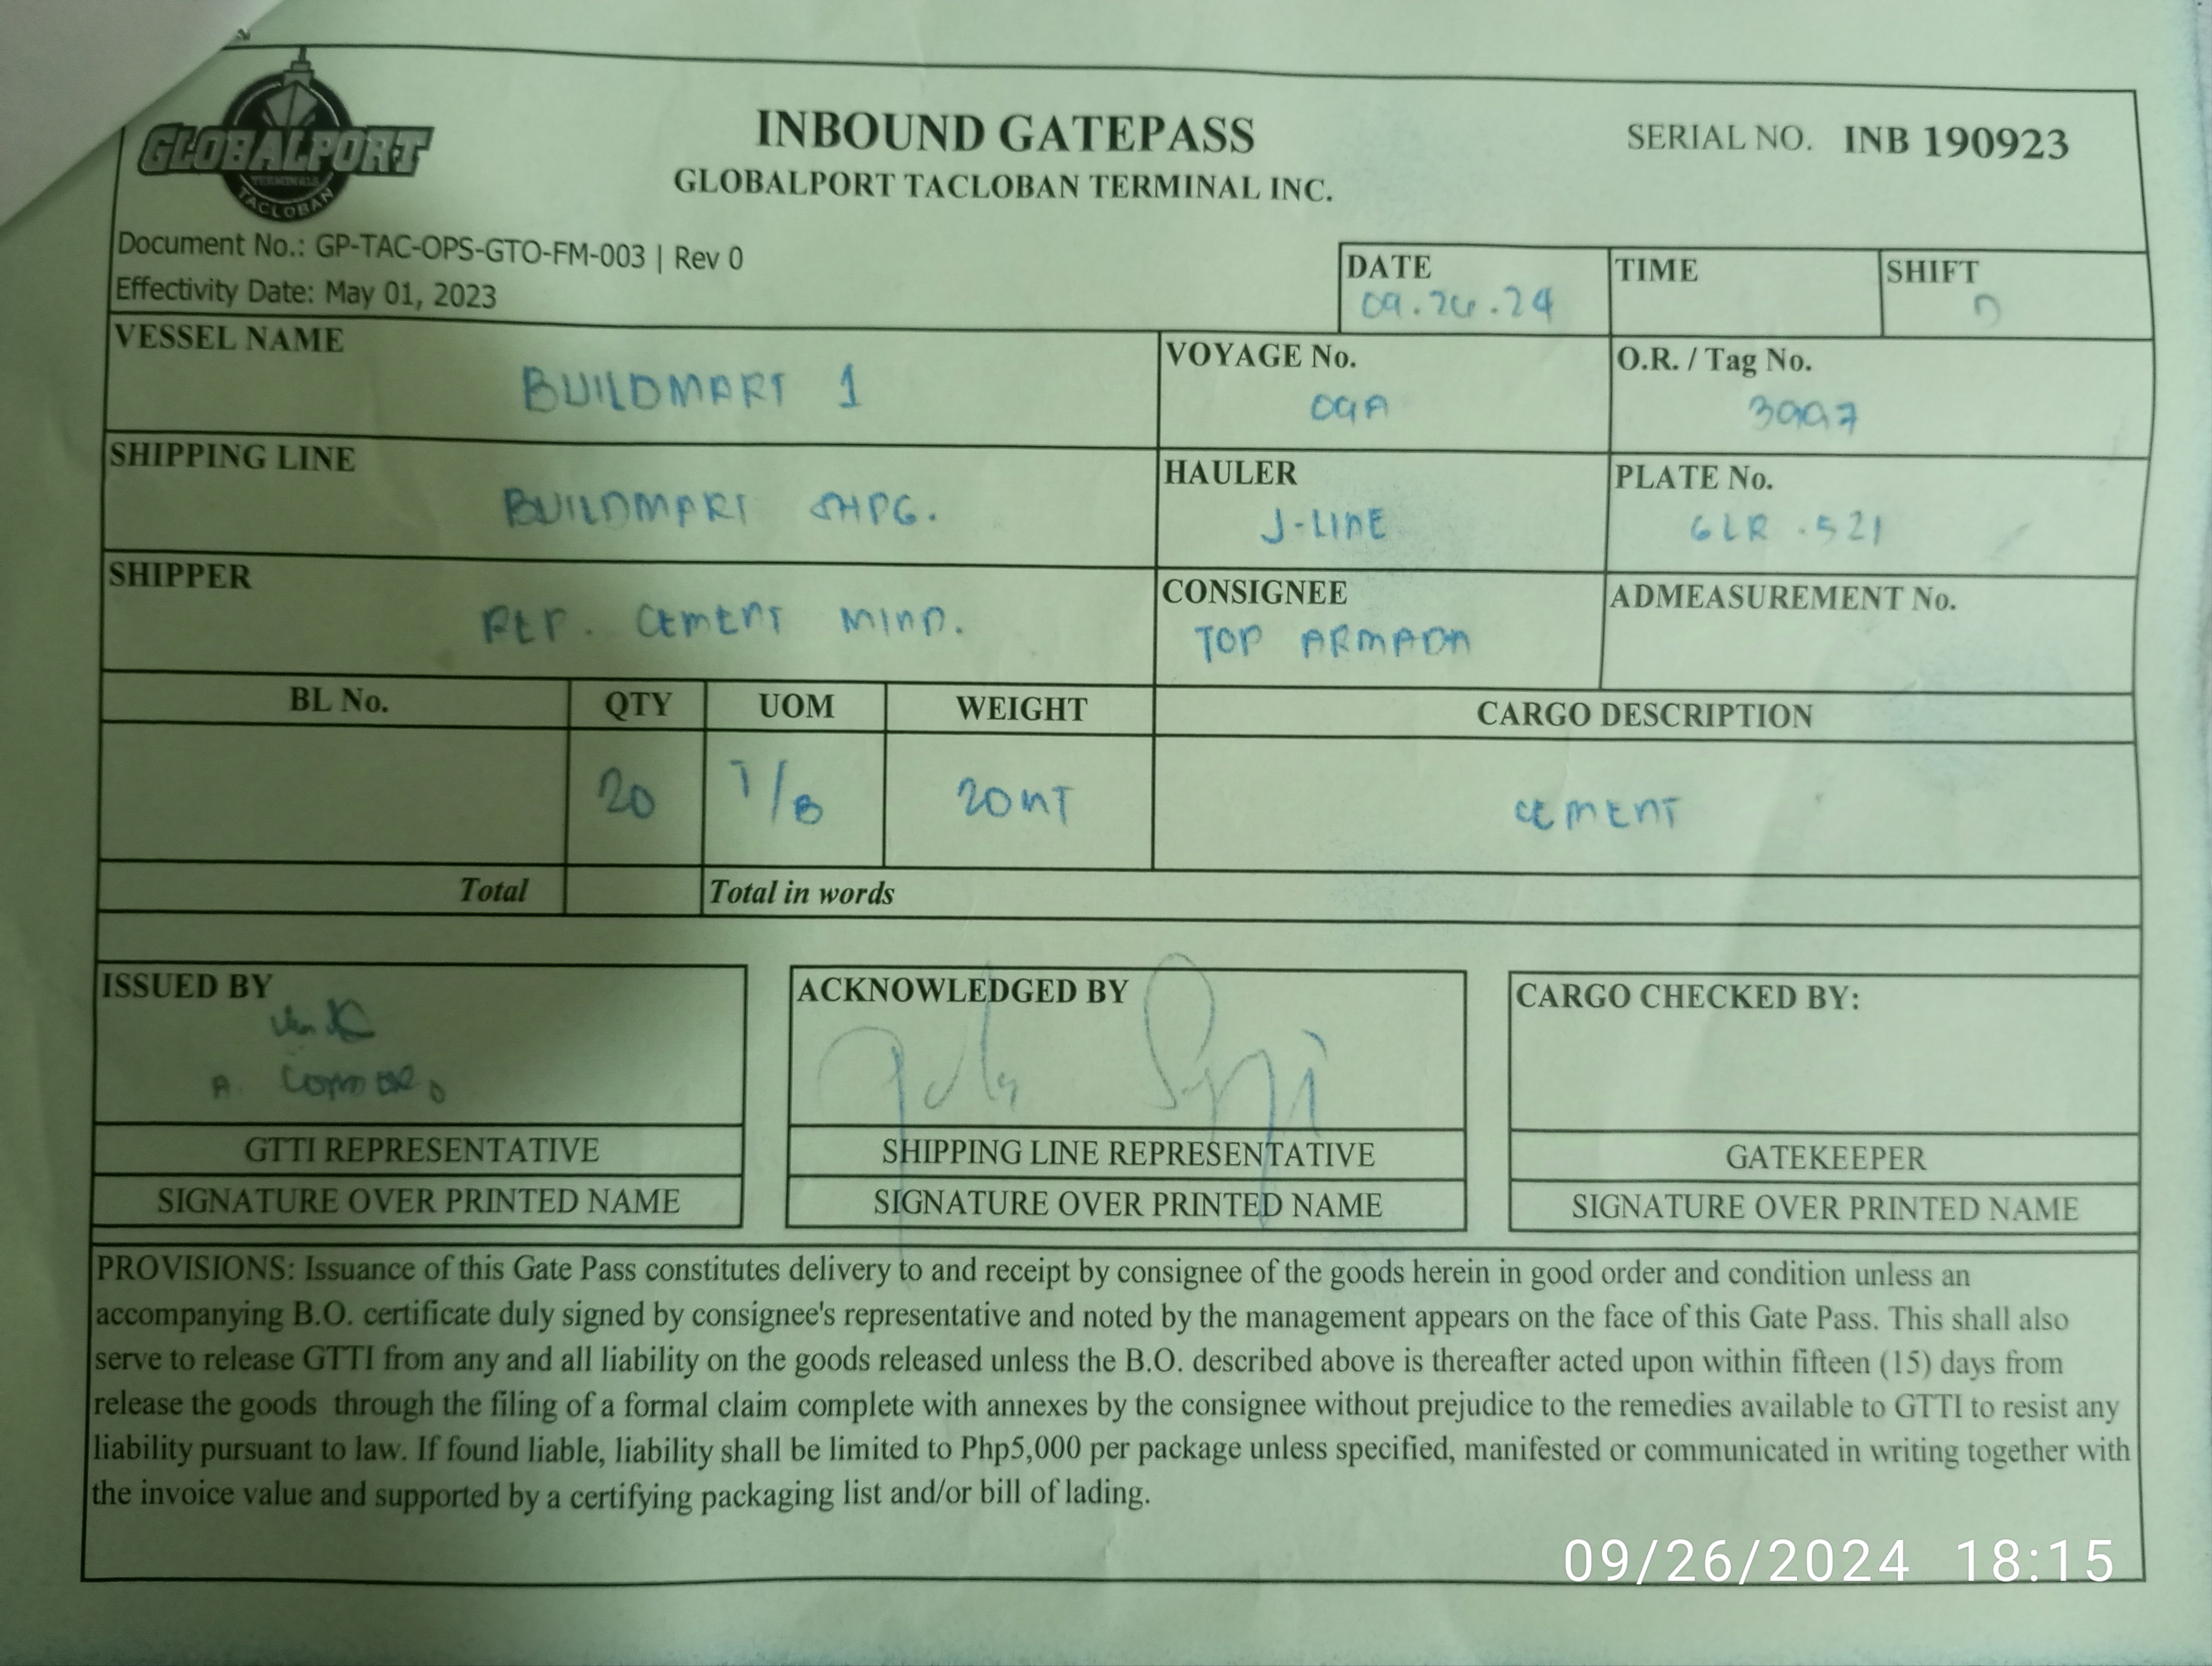 GLOBALPORT
TERMINALS
TACLOBAN
INBOUND GATEPASS
GLOBALPORT TACLOBAN TERMINAL INC.
SERIAL NO. INB 190923
Document No.: GP-TAC-OPS-GTO-FM-003 | Rev 0
Effectivity Date: May 01, 2023
DATE TIME SHIFT
09.26.24 D
VESSEL NAME VOYAGE No. O.R. / Tag No.
BUILDMART 1 09A 3997
SHIPPING LINE HAULER PLATE No.
BUILDMART SHPG. J-LINE GLR .521
SHIPPER CONSIGNEE ADMEASUREMENT No.
REP. CEMENT MIND. TOP ARMADA
BL No. QTY UOM WEIGHT CARGO DESCRIPTION
20 T/B 20MT CEMENT
Total Total in words
ISSUED BY ACKNOWLEDGED BY CARGO CHECKED BY:
A.
GTTI REPRESENTATIVE SHIPPING LINE REPRESENTATIVE GATEKEEPER
SIGNATURE OVER PRINTED NAME SIGNATURE OVER PRINTED NAME SIGNATURE OVER PRINTED NAME
PROVISIONS: Issuance of this Gate Pass constitutes delivery to and receipt by consignee of the goods herein in good order and condition unless an
accompanying B.O. certificate duly signed by consignee's representative and noted by the management appears on the face of this Gate Pass. This shall also
serve to release GTTI from any and all liability on the goods released unless the B.O. described above is thereafter acted upon within fifteen (15) days from
release the goods through the filing of a formal claim complete with annexes by the consignee without prejudice to the remedies available to GTTI to resist any
liability pursuant to law. If found liable, liability shall be limited to Php5,000 per package unless specified, manifested or communicated in writing together with
the invoice value and supported by a certifying packaging list and/or bill of lading.
09/26/2024 18:15